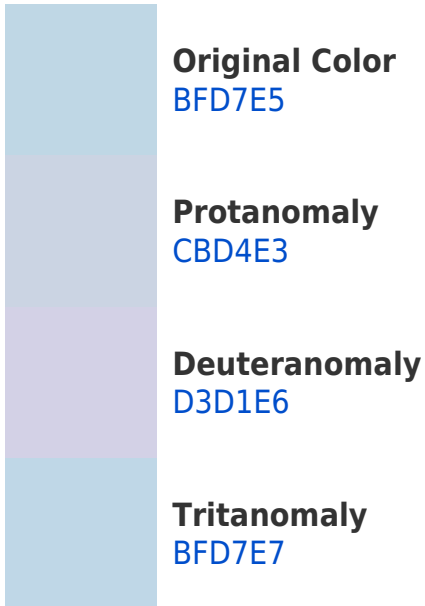 Original Color
BFD7E5
Protanomaly
CBD4E3
Deuteranomaly
D3D1E6
Tritanomaly
BFD7E7